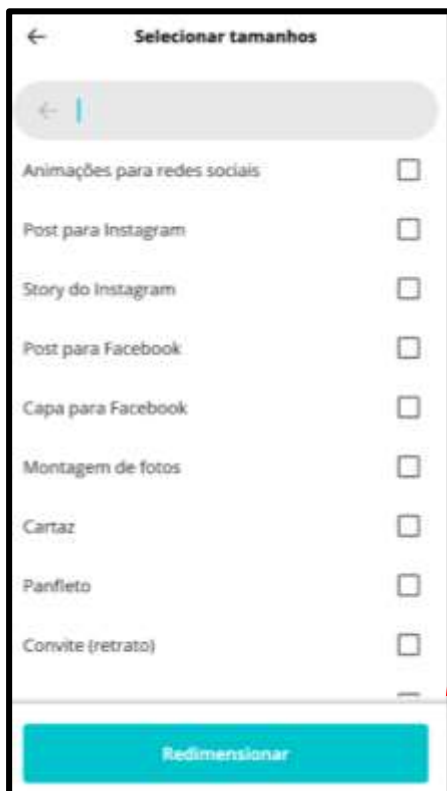 Selecionar tamanhos
Animações para redes sociais
Post para Instagram
Story do Instagram
Post para Facebook
Capa para Facebook
Montagem de fotos
Cartaz
Panfleto
Convite (retrato)
Redimensionar